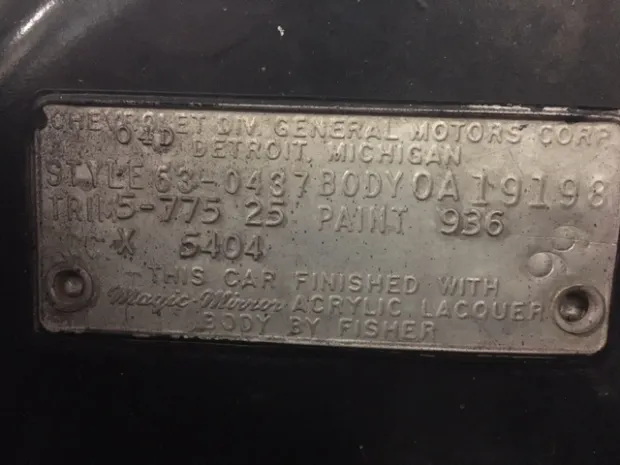 CHEVROLET DIV. GENERAL MOTORS CORP
04D DETROIT, MICHIGAN
STYLE 63-0437 BODY OA 19198
TRIM 5-775 25 PAINT 936
ACC X 5404
THIS CAR FINISHED WITH
Magic-Mirror ACRYLIC LACQUER
BODY BY FISHER